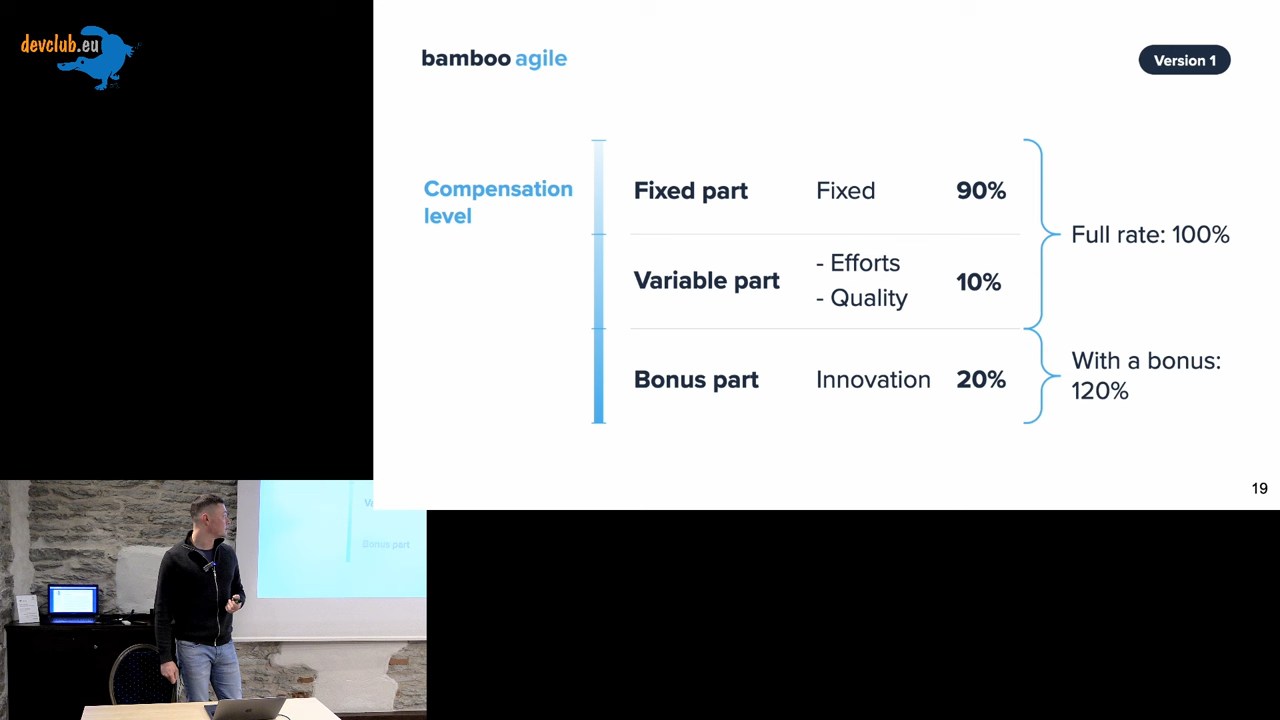 devclub.eu
bamboo agile
Version 1
Compensation
level
Fixed part Fixed 90%
Variable part - Efforts
- Quality
10%
Full rate: 100%
Bonus part Innovation 20%
With a bonus:
120%
19
Bonus part